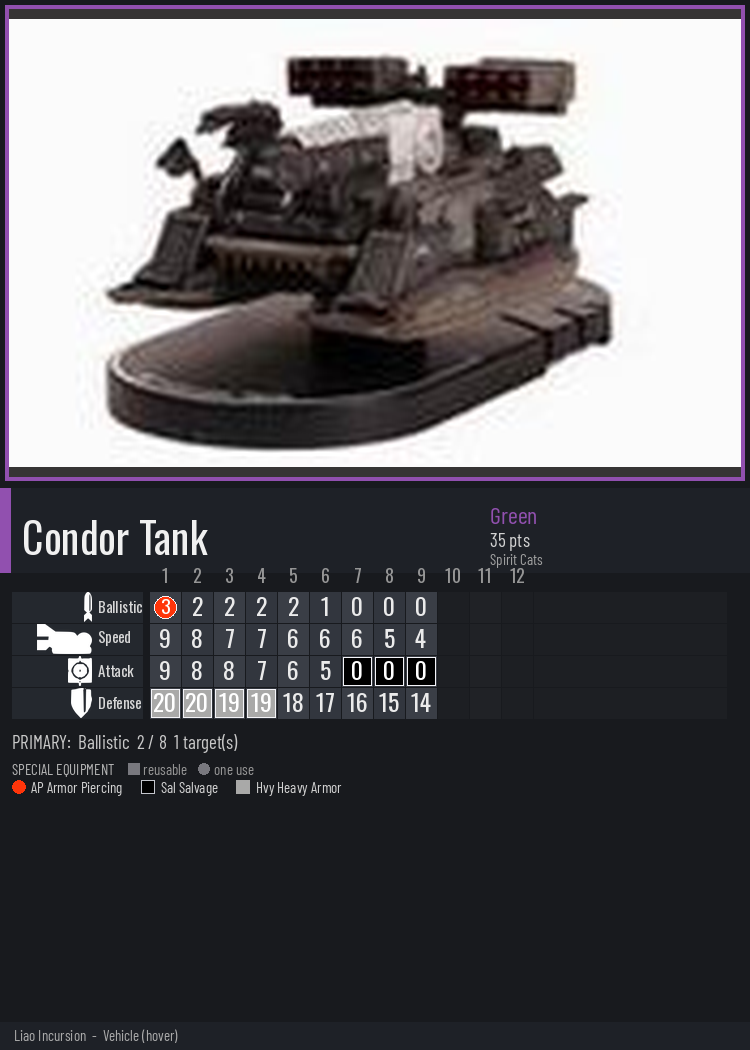 Condor Tank
Green
35 pts
Spirit Cats
1 2 3 4 5 6 7 8 9 10 11 12
Ballistic 3 2 2 2 2 1 0 0 0
Speed 9 8 7 7 6 6 6 5 4
Attack 9 8 8 7 6 5 0 0 0
Defense 20 20 19 19 18 17 16 15 14
PRIMARY: Ballistic 2 / 8 1 target(s)
SPECIAL EQUIPMENT reusable one use
AP Armor Piercing Sal Salvage Hvy Heavy Armor
Liao Incursion - Vehicle (hover)